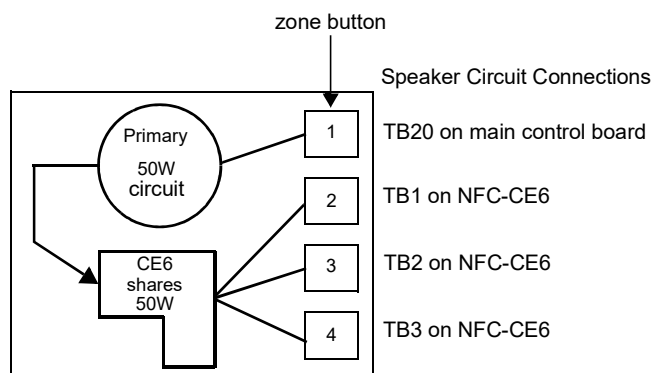 zone button
Speaker Circuit Connections
Primary
50W
circuit
1
TB20 on main control board
2
TB1 on NFC-CE6
CE6
shares
50W
3
TB2 on NFC-CE6
4
TB3 on NFC-CE6